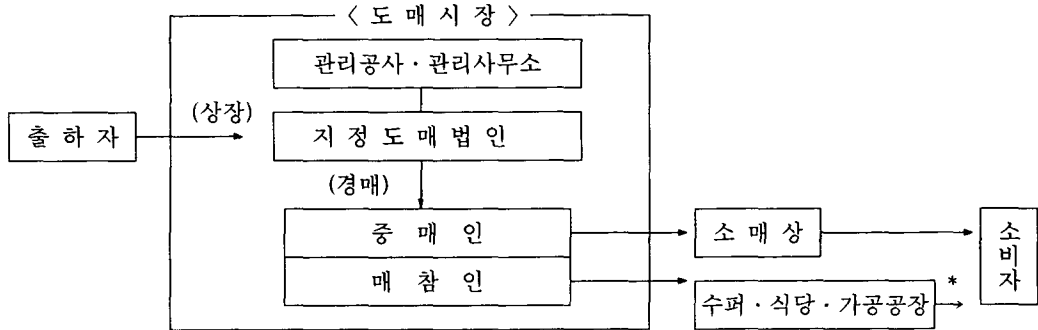 〈 도 매 시 장 〉
관리공사 · 관리사무소
(상장)
출 하 자
지 정 도 매 법 인
(경매)
중 매 인
소 매 상
소비자
매 참 인
*
수퍼 · 식당 · 가공공장